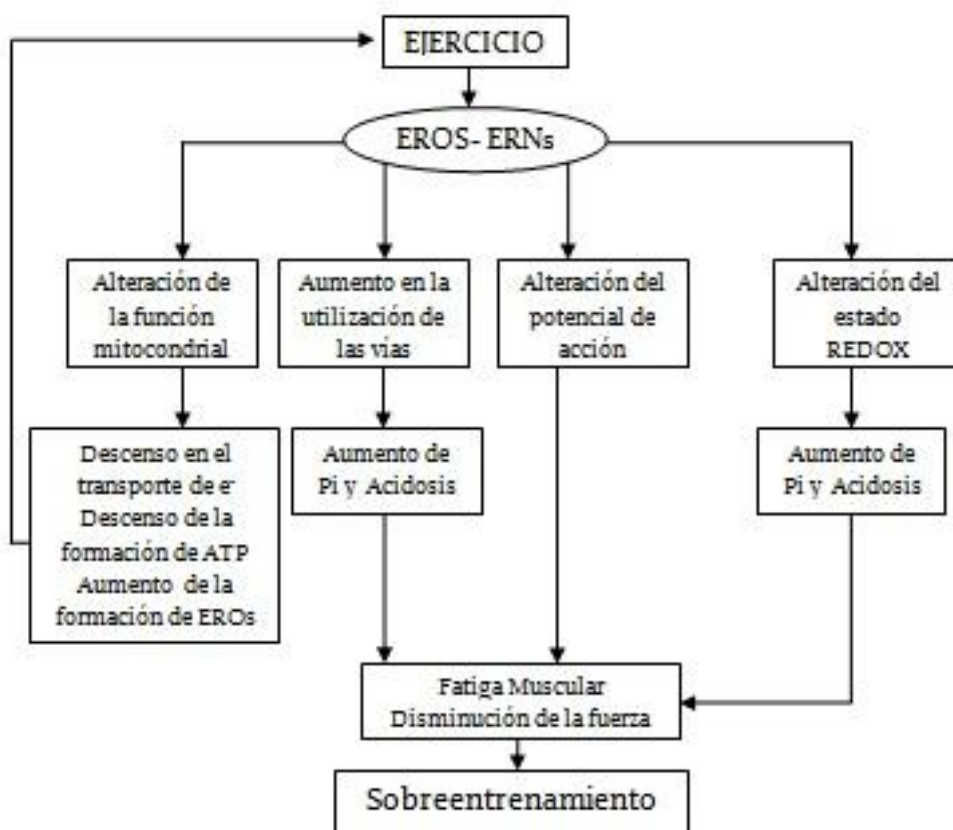 EJERCICIO
EROS- ERNs
Alteración de
la función
mitocondrial
Aumento en la
utilización de
las vías
Alteración del
potencial de
acción
Alteración del
estado
REDOX
Descenso en el
transporte de e-
Descenso de la
formación de ATP
Aumento de la
formación de EROs
Aumento de
Pi y Acidosis
Aumento de
Pi y Acidosis
Fatiga Muscular
Disminución de la fuerza
Sobreentrenamiento